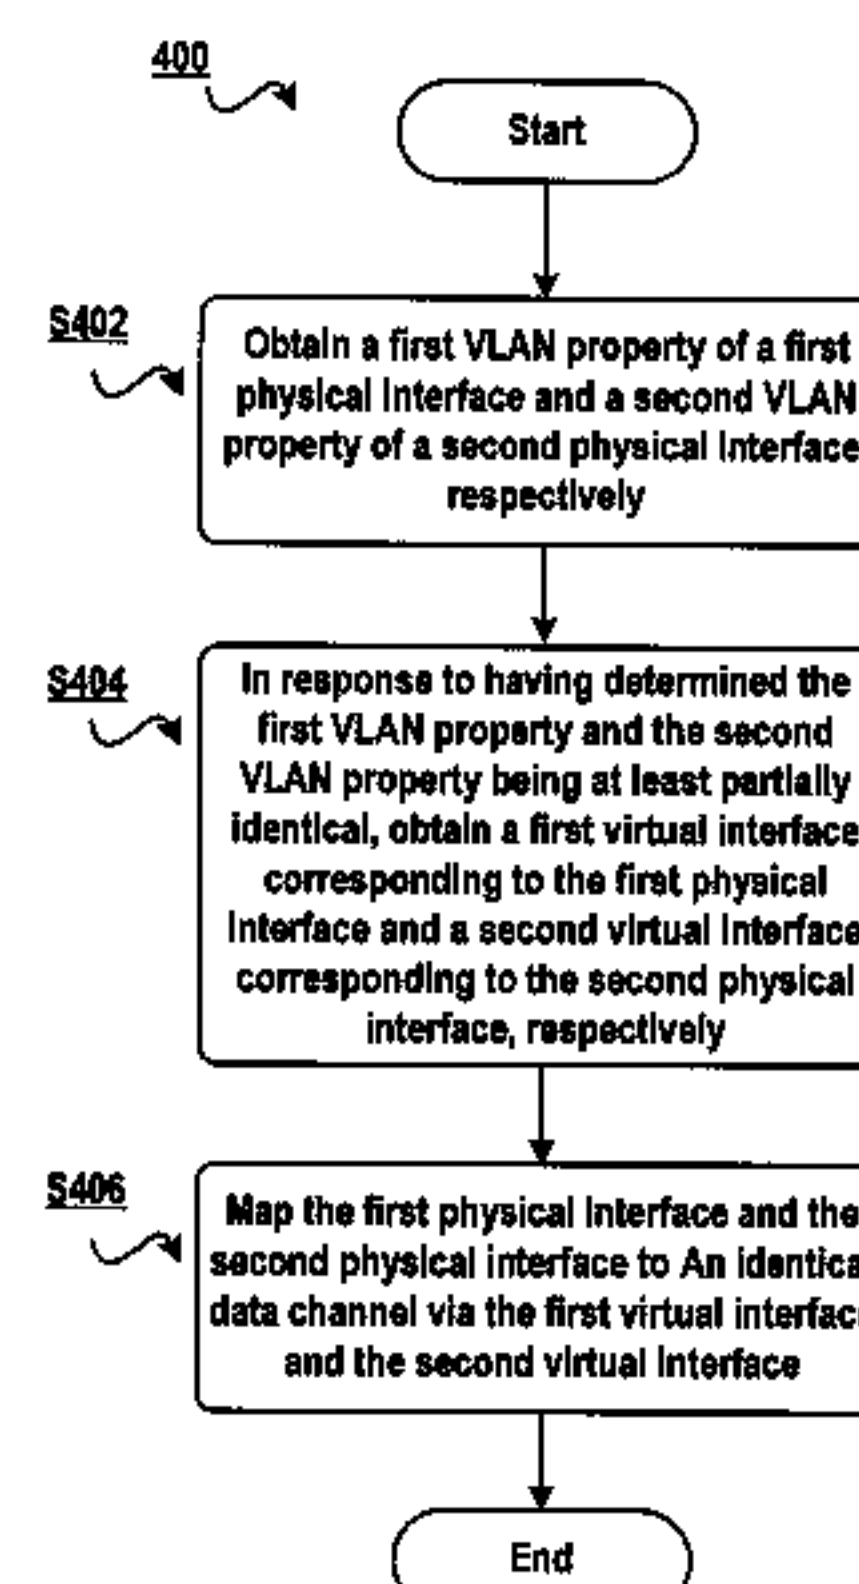 400
Start
S402
Obtain a first VLAN property of a first
physical interface and a second VLAN
property of a second physical interface
respectively
S404
In response to having determined the
first VLAN property and the second
VLAN property being at least partially
identical, obtain a first virtual interface
corresponding to the first physical
interface and a second virtual interface
corresponding to the second physical
interface, respectively
S406
Map the first physical interface and the
second physical interface to An identica
data channel via the first virtual interface
and the second virtual interface
End